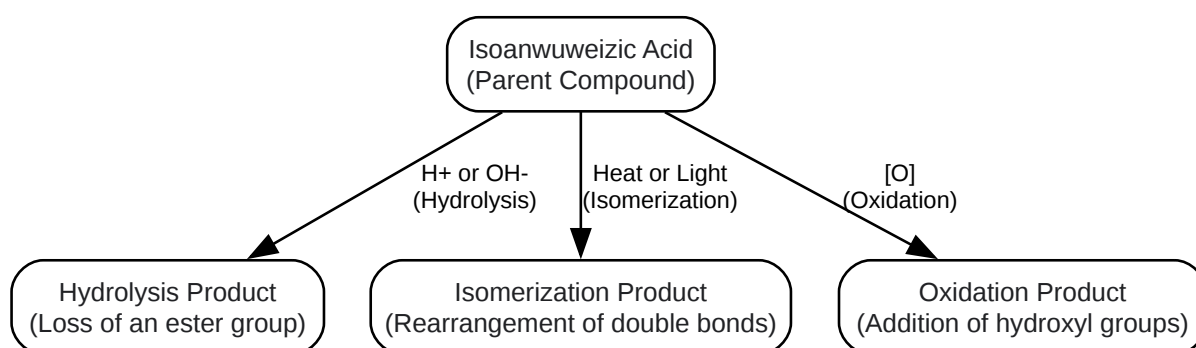 Isoanwuweizic Acid
(Parent Compound)
H+ or OH-
(Hydrolysis)
Heat or Light
(Isomerization)
[O]
(Oxidation)
Hydrolysis Product
(Loss of an ester group)
Isomerization Product
(Rearrangement of double bonds)
Oxidation Product
(Addition of hydroxyl groups)